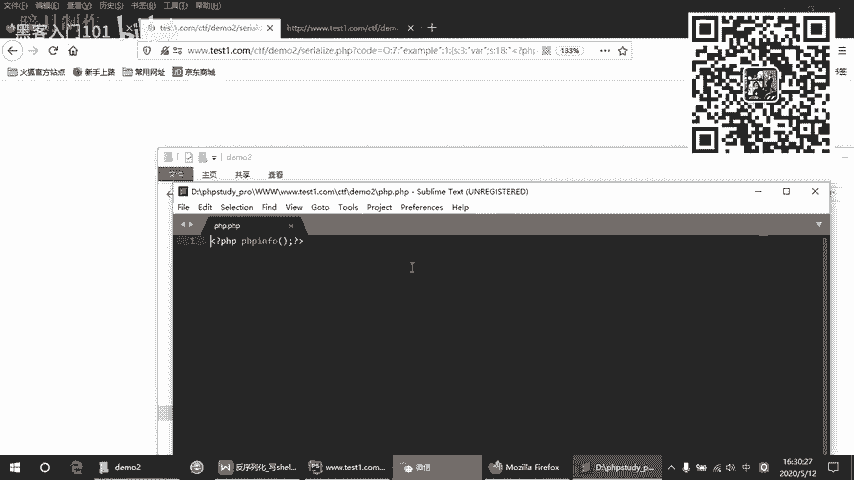 文件(F) 编辑(E) 查看(V) 历史(S) 书签(B) 工具(T) 帮助(H)
黑客入门101
www.test1.com/ctf/demo2/seriali
http://www.test1.com/ctf/dem
www.test1.com/ctf/demo2/serialize.php?code=O:7:"example":1:{s:3:"var";s:18:"<?php
133%
火狐官方站点 新手上路 常用网址 京东商城
书签
demo2
文件 主页 共享 查看
D:\phpstudy_pro\WWW\www.test1.com\ctf\demo2\php.php - Sublime Text (UNREGISTERED)
File Edit Selection Find View Goto Tools Project Preferences Help
php.php
1 <?php phpinfo();?>
demo2
反序列化_写shel...
www.test1.com...
微信
Mozilla Firefox
D:\phpstudy_p...
中
16:30:27
2020/5/12